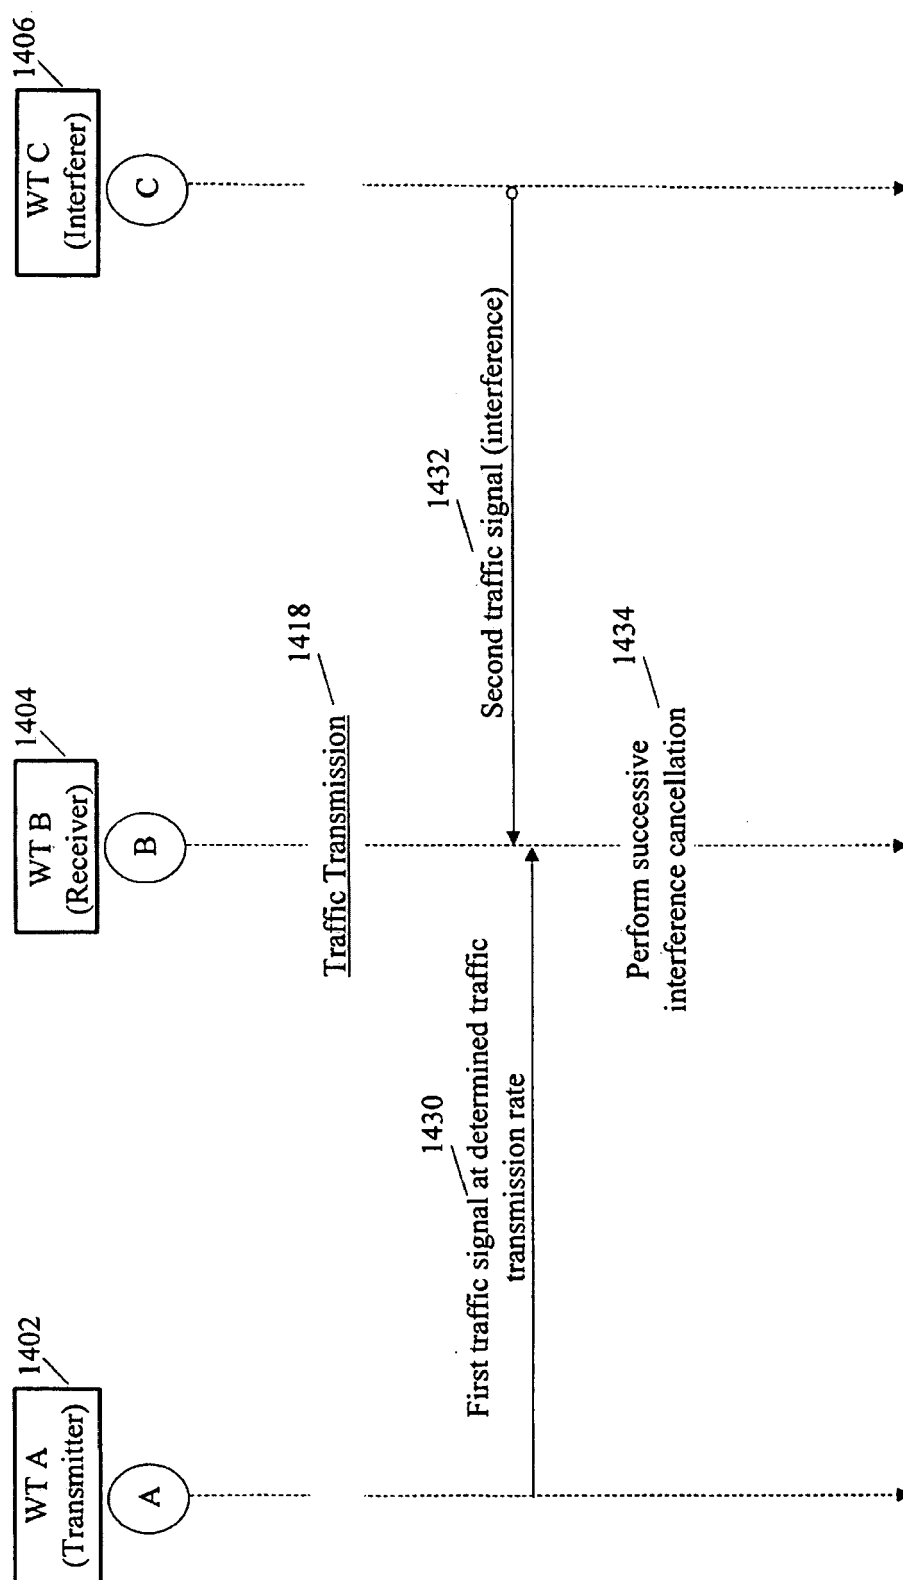 1402
WT A
(Transmitter)
A
1404
WT B
(Receiver)
B
1406
WT C
(Interferer)
C
Traffic Transmission
1418
1430
First traffic signal at determined traffic
transmission rate
1432
Second traffic signal (interference)
Perform successive
interference cancellation
1434